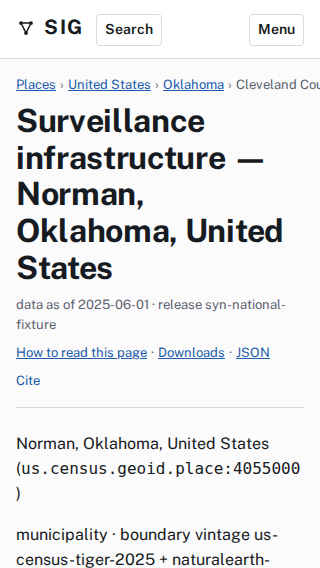 SIG Search Menu
Places › United States › Oklahoma › Cleveland Cou
Surveillance
infrastructure —
Norman,
Oklahoma, United
States
data as of 2025-06-01 · release syn-national-
fixture
How to read this page · Downloads · JSON
Cite
Norman, Oklahoma, United States
(us.census.geoid.place:4055000
)
municipality · boundary vintage us-
census-tiger-2025 + naturalearth-